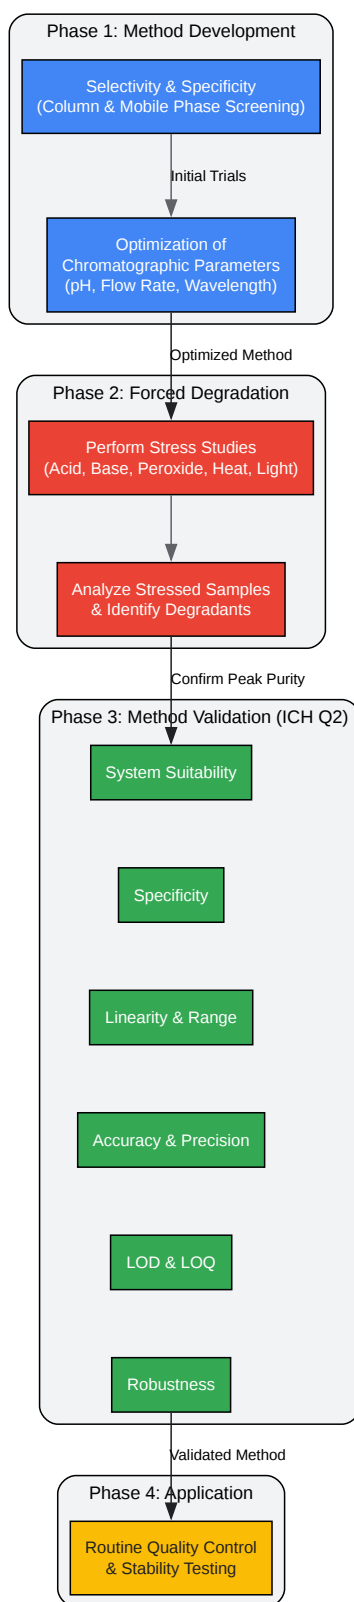 Phase 1: Method Development
Selectivity & Specificity
(Column & Mobile Phase Screening)
Initial Trials
Optimization of
Chromatographic Parameters
(pH, Flow Rate, Wavelength)
Optimized Method
Phase 2: Forced Degradation
Perform Stress Studies
(Acid, Base, Peroxide, Heat, Light)
Analyze Stressed Samples
& Identify Degradants
Confirm Peak Purity
Phase 3: Method Validation (ICH Q2)
System Suitability
Specificity
Linearity & Range
Accuracy & Precision
LOD & LOQ
Robustness
Validated Method
Phase 4: Application
Routine Quality Control
& Stability Testing